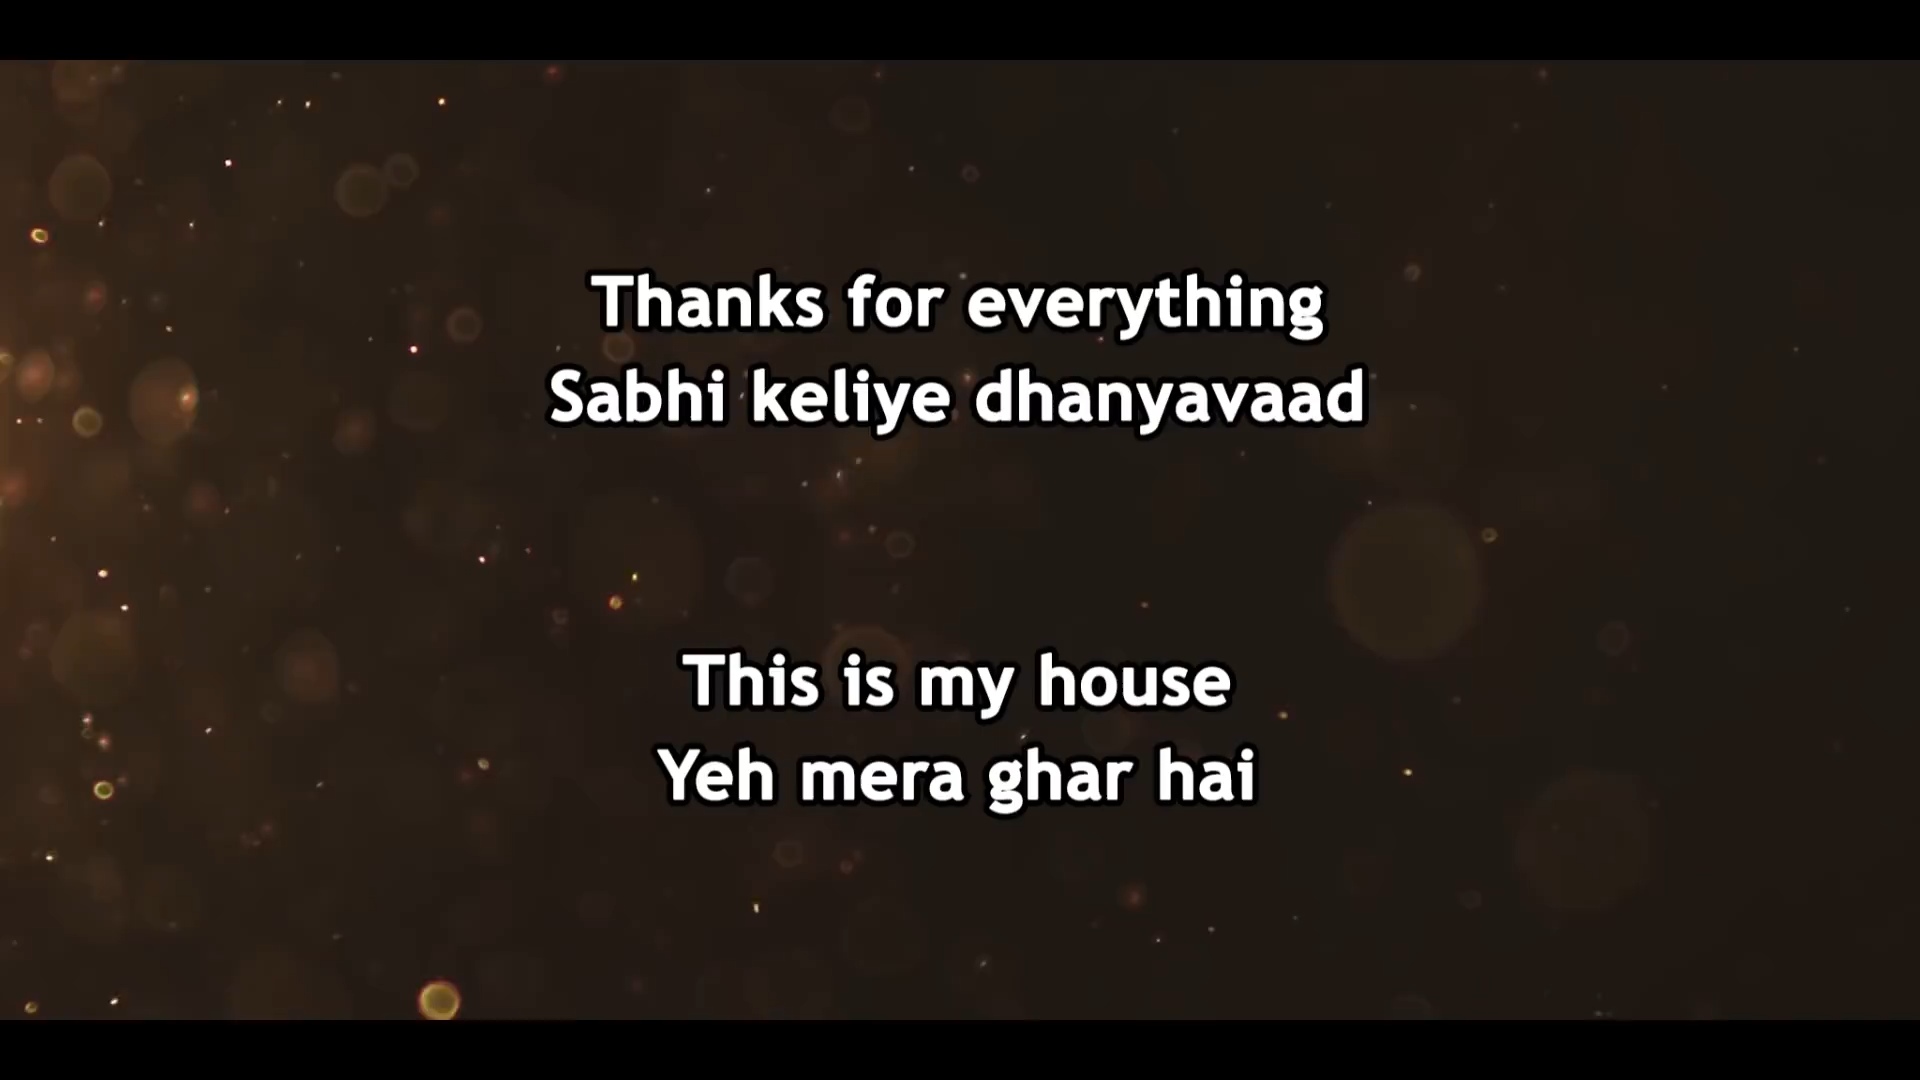 Thanks for everything
Sabhi keliye dhanyavaad
This is my house
Yeh mera ghar hai